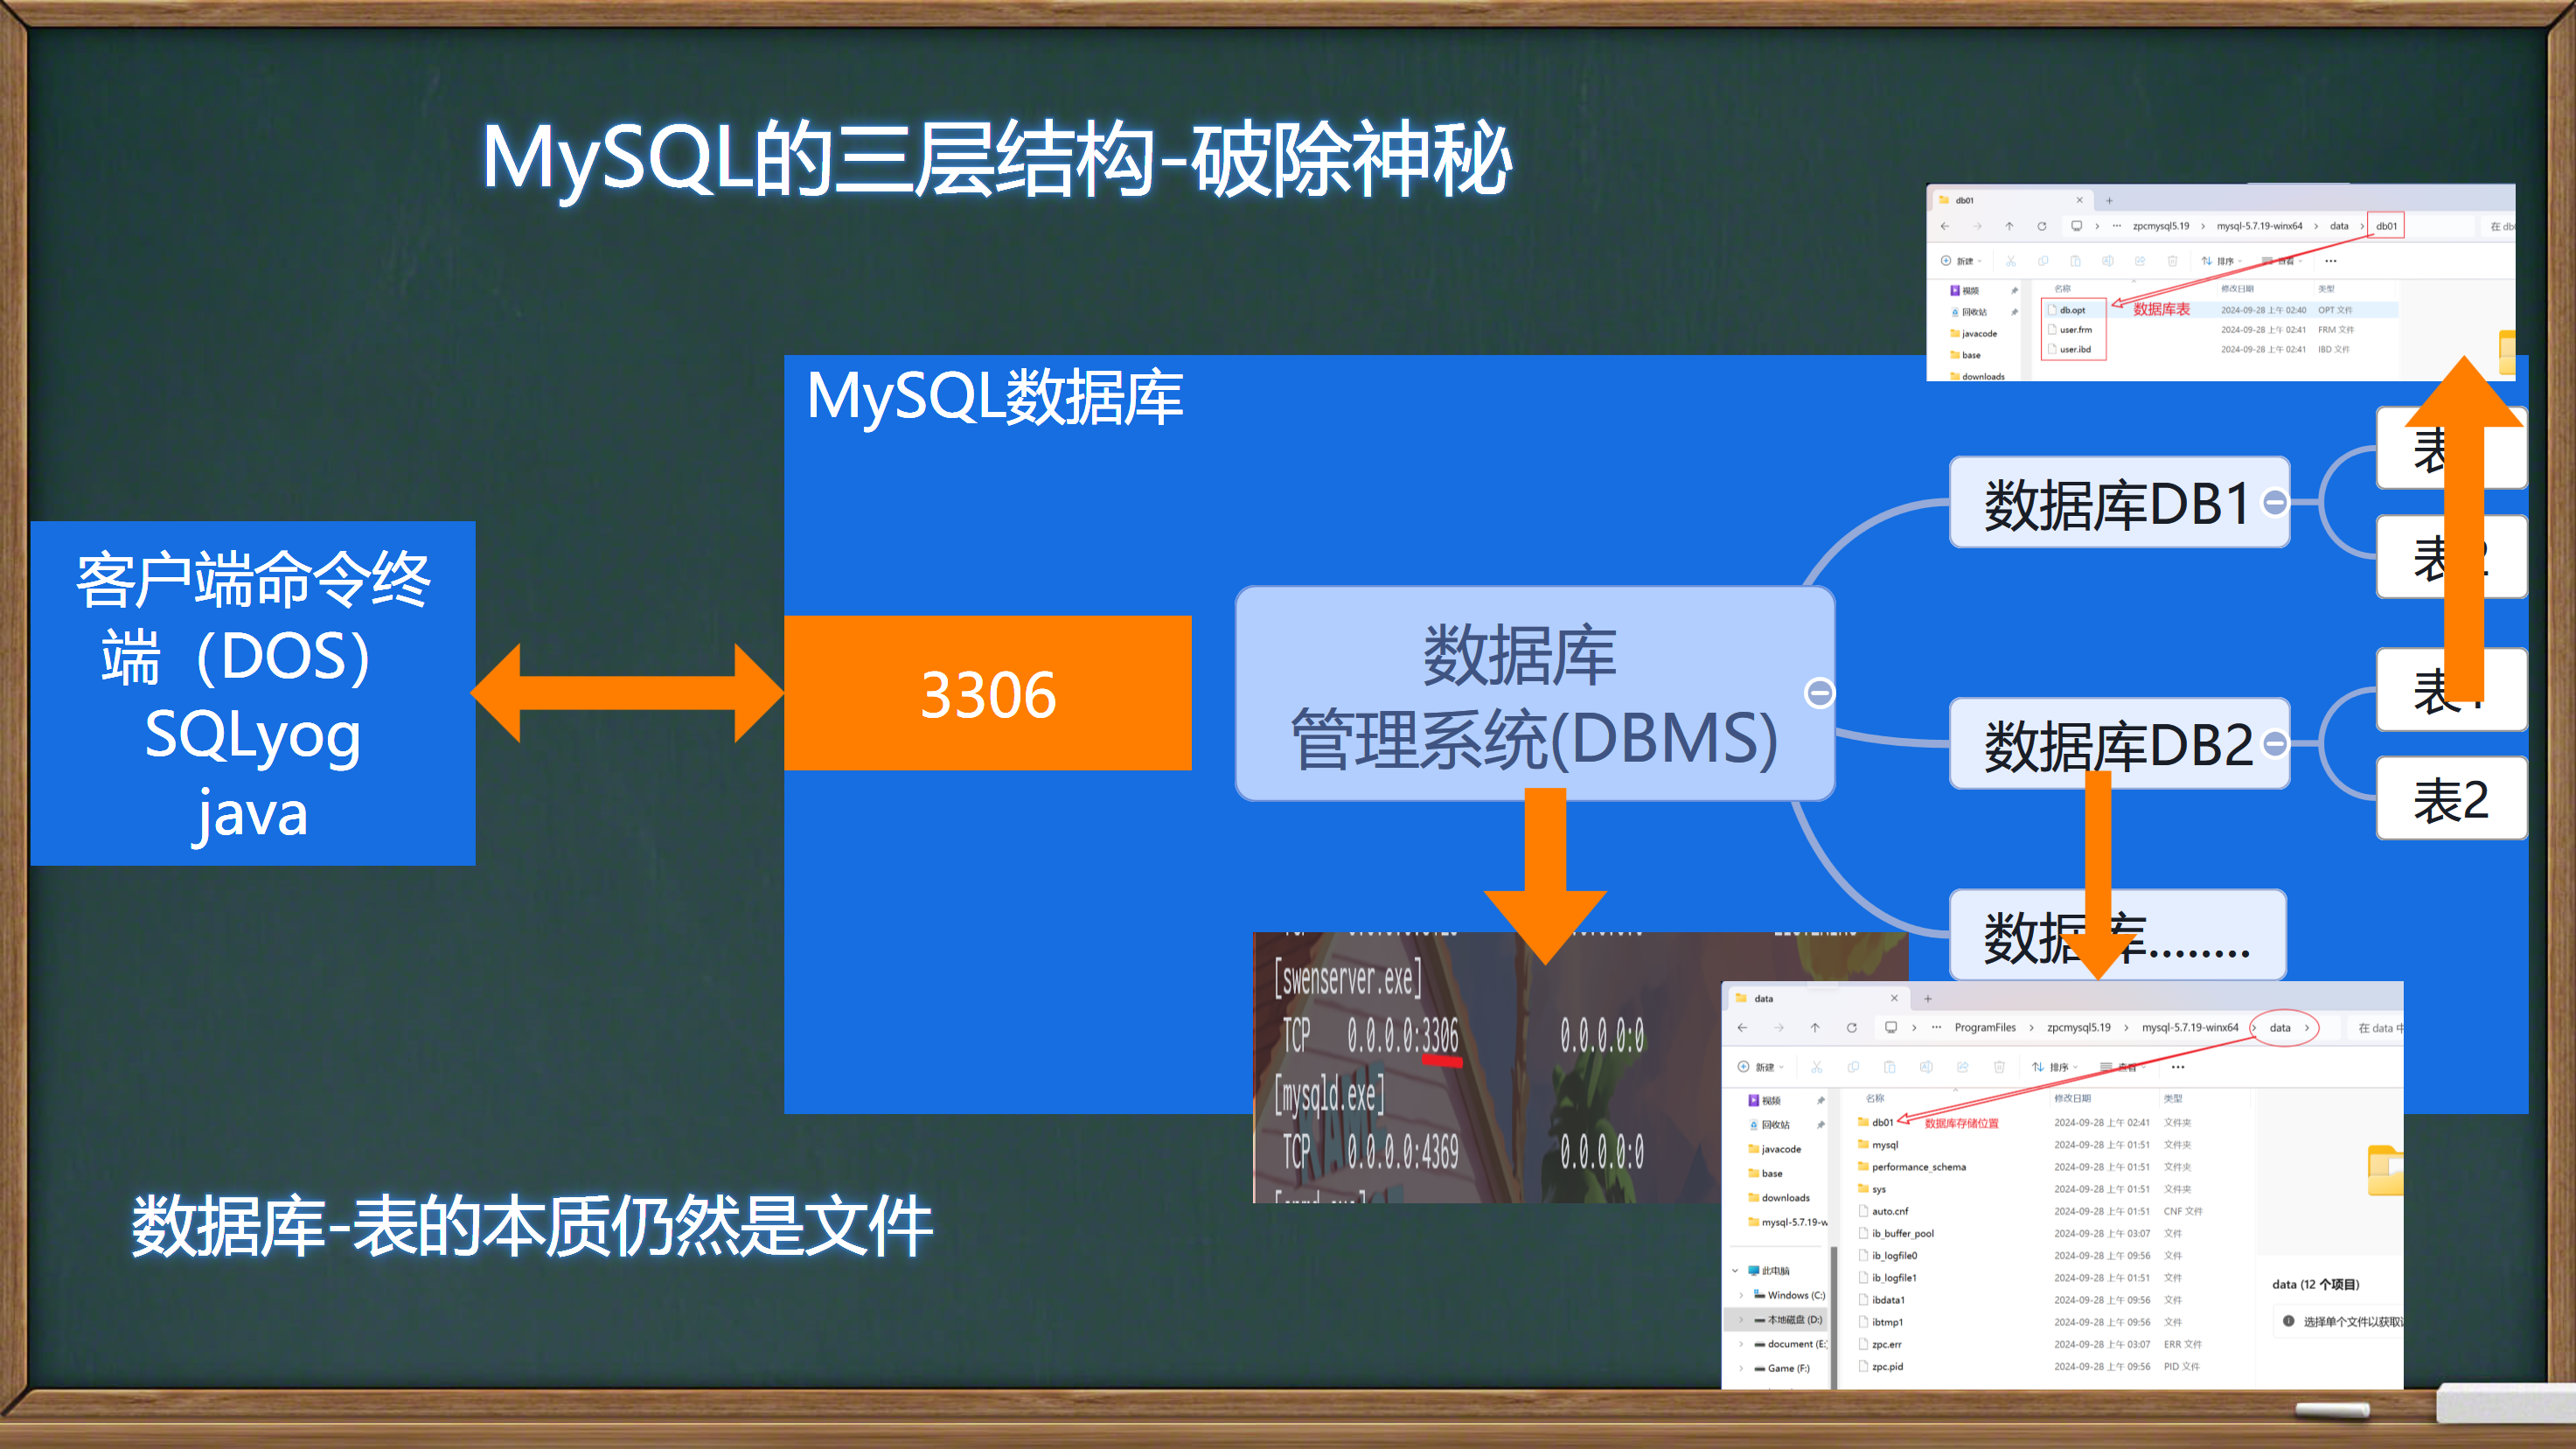 MySQL的三层结构-破除神秘
db01
zpcmysql5.19 > mysql-5.7.19-winx64 > data > db01
新建
排序
查看
名称
修改日期
类型
视频
回收站
javacode
base
downloads
db.opt
2024-09-28 上午 02:40
OPT 文件
数据库表
user.frm
2024-09-28 上午 02:41
FRM 文件
user.ibd
2024-09-28 上午 02:41
IBD 文件
MySQL数据库
客户端命令终
端（DOS）
SQLyog
java
3306
数据库
管理系统(DBMS)
数据库DB1
表
表2
数据库DB2
表1
表2
数据库........
[swenserver.exe]
TCP 0.0.0.0:3306 0.0.0.0:0
[mysqld.exe]
TCP 0.0.0.0:4369 0.0.0.0:0
data
ProgramFiles > zpcmysql5.19 > mysql-5.7.19-winx64 > data >
在 data 中
新建
排序
查看
名称
修改日期
类型
视频
回收站
javacode
base
downloads
mysql-5.7.19-w
此电脑
Windows (C:)
本地磁盘 (D:)
document (E:
Game (F:)
db01
2024-09-28 上午 02:41
文件夹
数据库存储位置
mysql
2024-09-28 上午 01:51
文件夹
performance_schema
2024-09-28 上午 01:51
文件夹
sys
2024-09-28 上午 01:51
文件夹
auto.cnf
2024-09-28 上午 01:51
CNF 文件
ib_buffer_pool
2024-09-28 上午 03:07
文件
ib_logfile0
2024-09-28 上午 09:56
文件
ib_logfile1
2024-09-28 上午 01:51
文件
ibdata1
2024-09-28 上午 09:56
文件
ibtmp1
2024-09-28 上午 09:56
文件
zpc.err
2024-09-28 上午 03:07
ERR 文件
zpc.pid
2024-09-28 上午 09:56
PID 文件
data (12 个项目)
选择单个文件以获取
数据库-表的本质仍然是文件